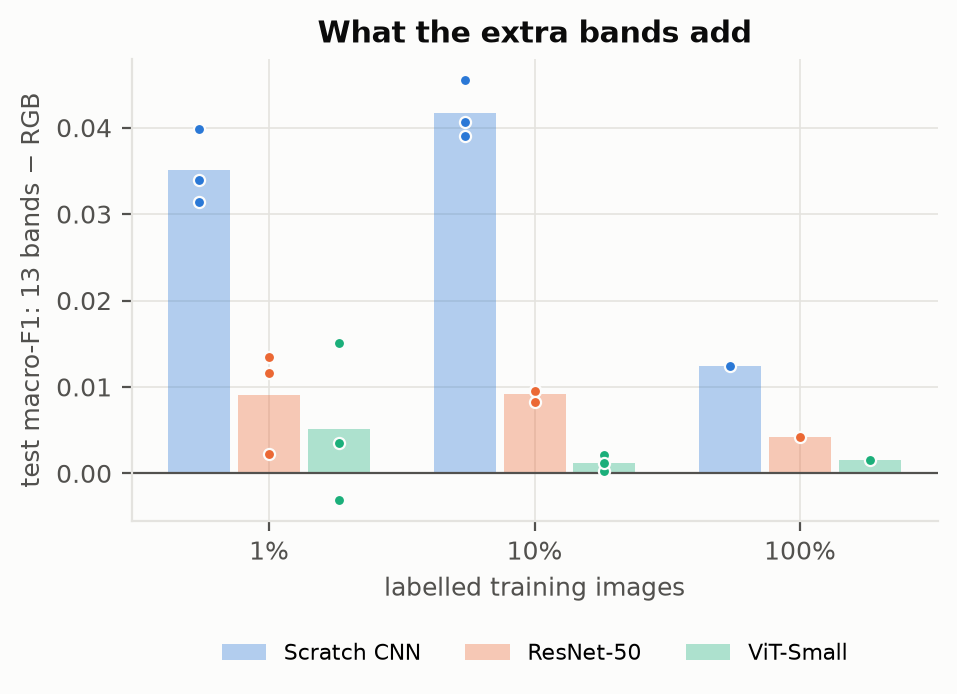 What the extra bands add
test macro-F1: 13 bands − RGB
0.04
0.03
0.02
0.01
0.00
1%
10%
100%
labelled training images
Scratch CNN
ResNet-50
ViT-Small